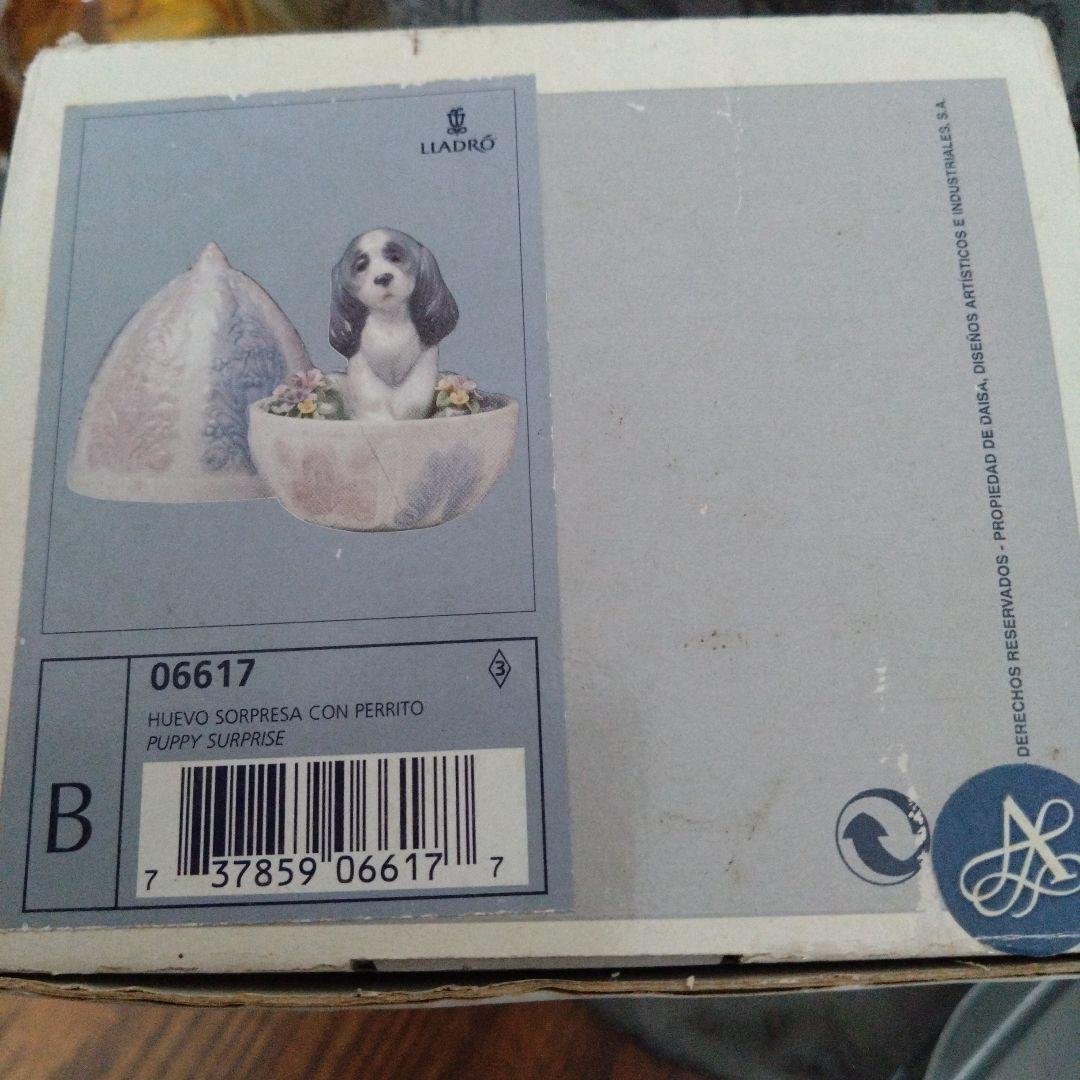 LLADRÓ
06617
3
HUEVO SORPRESA CON PERRITO
PUPPY SURPRISE
B
7 37859 06617 7
DERECHOS RESERVADOS - PROPIEDAD DE DAISA, DISEÑOS ARTÍSTICOS E INDUSTRIALES, S.A.
A